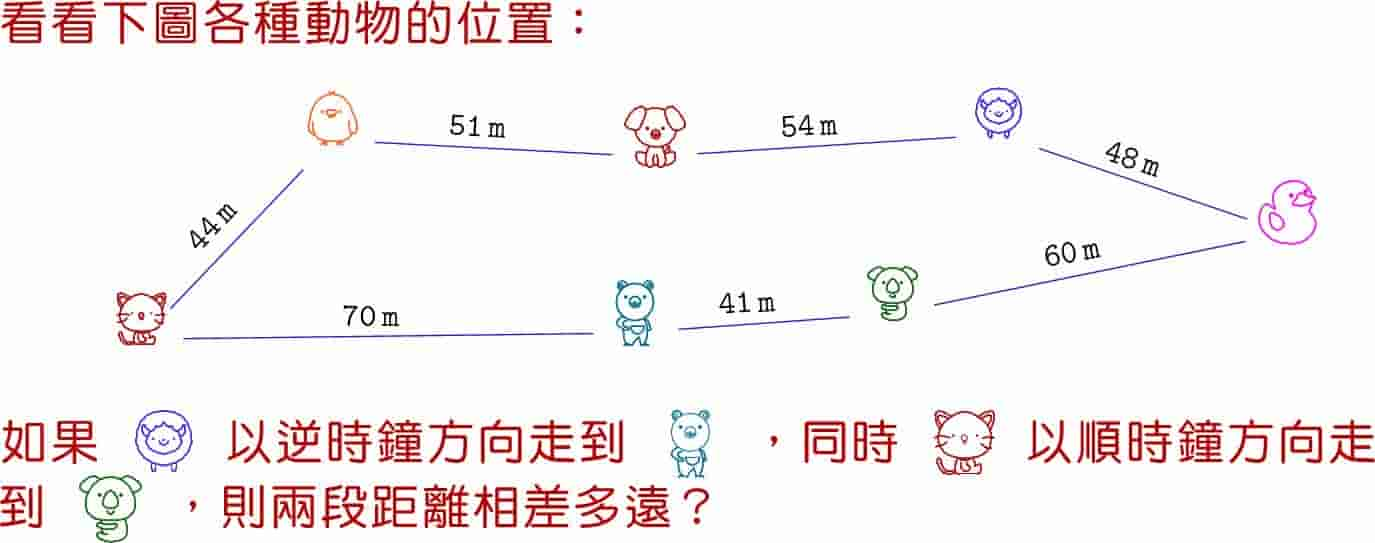 看看下圖各種動物的位置：
51 m
54 m
48 m
44 m
60 m
70 m
41 m
如果 以逆時鐘方向走到 ，同時 以順時鐘方向走
到 ，則兩段距離相差多遠？